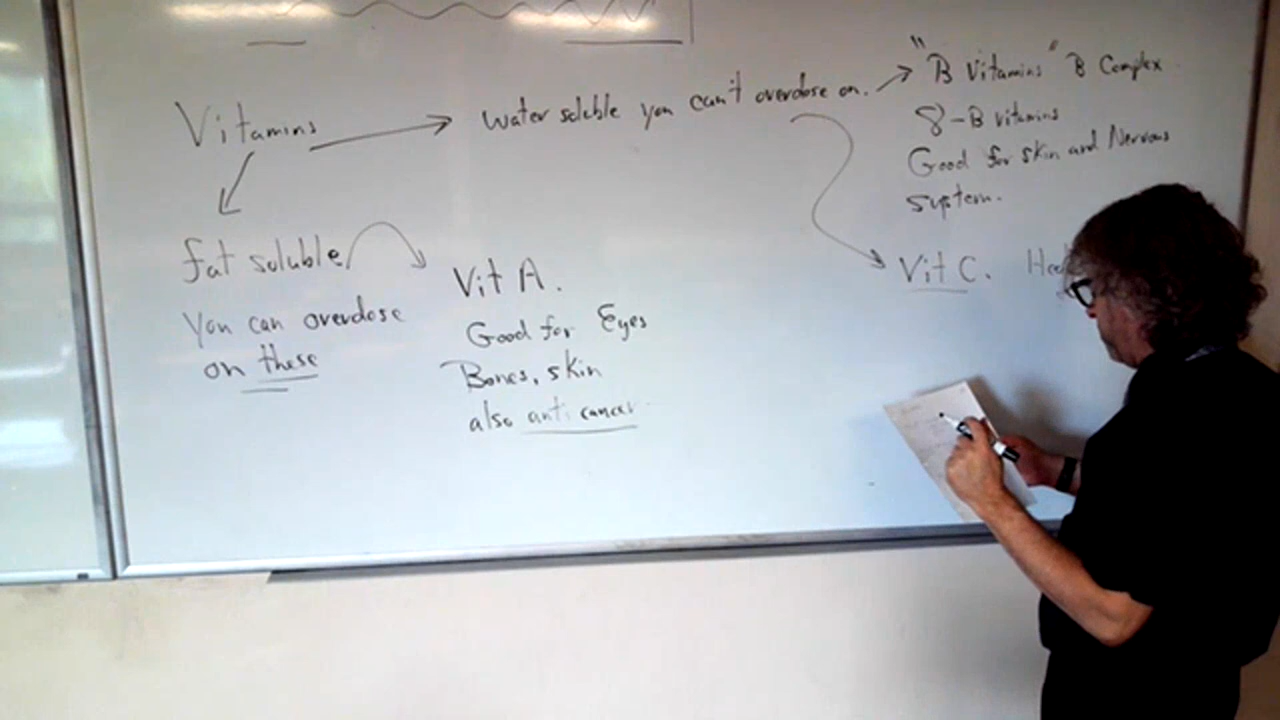 Vitamins
water soluble you can't overdose on.
"B Vitamins" B Complex
8-B vitamins
Good for skin and Nervous
system.
Vit C.
fat soluble
You can overdose
on these
Vit A.
Good for Eyes
Bones, skin
also anti cancer